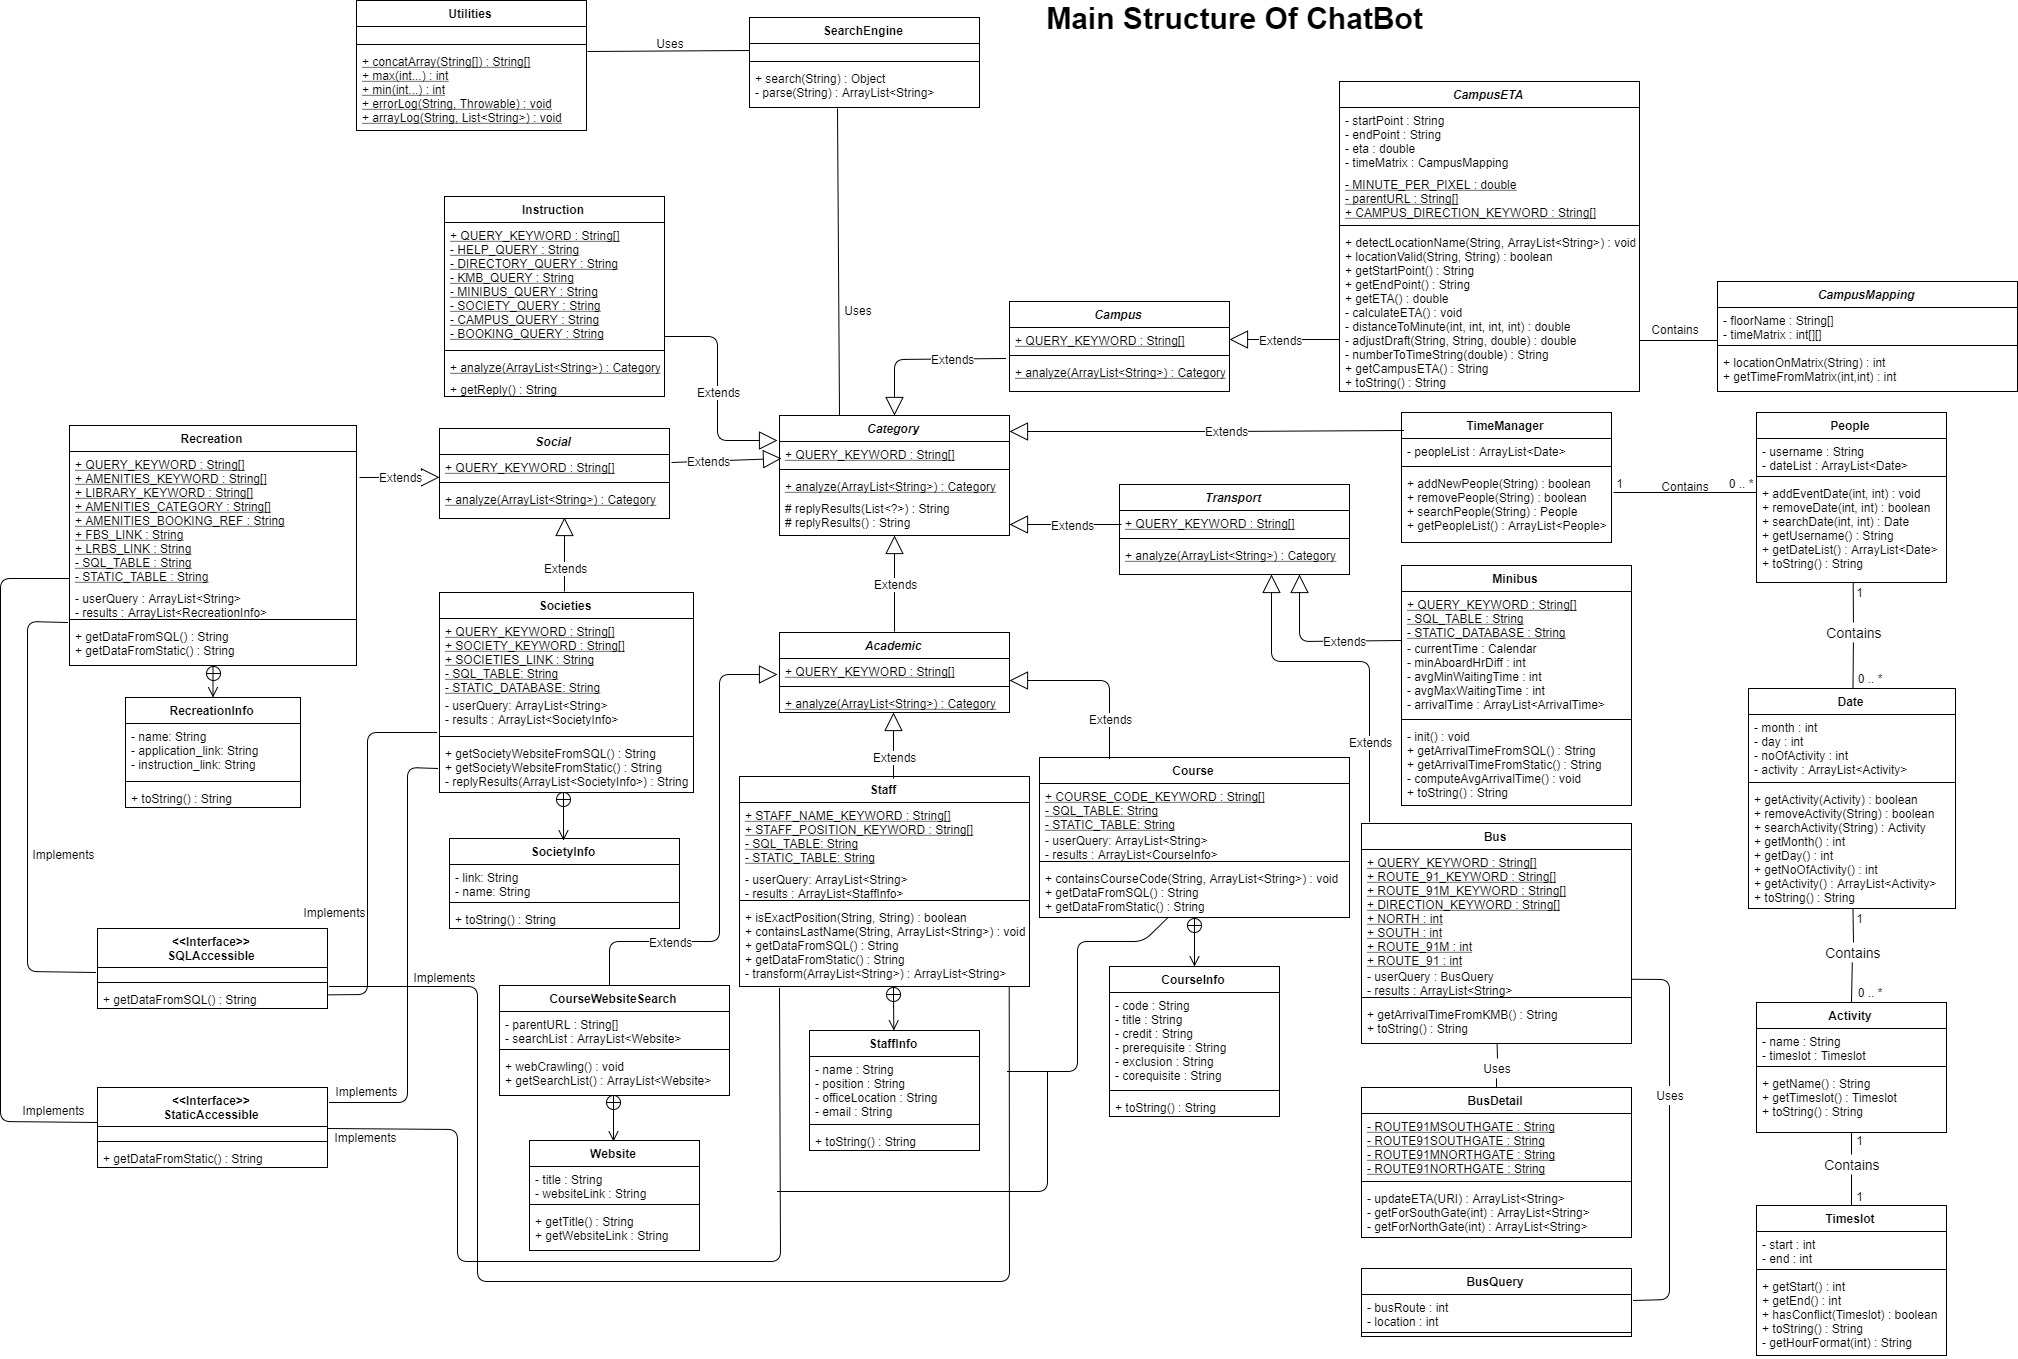 Main Structure Of ChatBot
Utilities
+ concatArray(String[]) : String[]
+ max(int...) : int
+ min(int...) : int
+ errorLog(String, Throwable) : void
+ arrayLog(String, List<String>) : void
Uses
SearchEngine
+ search(String) : Object
- parse(String) : ArrayList<String>
Uses
CampusETA
- startPoint : String
- endPoint : String
- eta : double
- timeMatrix : CampusMapping
- MINUTE_PER_PIXEL : double
- parentURL : String[]
+ CAMPUS_DIRECTION_KEYWORD : String[]
+ detectLocationName(String, ArrayList<String>) : void
+ locationValid(String, String) : boolean
+ getStartPoint() : String
+ getEndPoint() : String
+ getETA() : double
- calculateETA() : void
- distanceToMinute(int, int, int, int) : double
- adjustDraft(String, String, double) : double
- numberToTimeString(double) : String
+ getCampusETA() : String
+ toString() : String
Contains
CampusMapping
- floorName : String[]
- timeMatrix : int[][]
+ locationOnMatrix(String) : int
+ getTimeFromMatrix(int,int) : int
Instruction
+ QUERY_KEYWORD : String[]
- HELP_QUERY : String
- DIRECTORY_QUERY : String
- KMB_QUERY : String
- MINIBUS_QUERY : String
- SOCIETY_QUERY : String
- CAMPUS_QUERY : String
- BOOKING_QUERY : String
+ analyze(ArrayList<String>) : Category
+ getReply() : String
Extends
Campus
+ QUERY_KEYWORD : String[]
+ analyze(ArrayList<String>) : Category
Extends
Extends
Category
+ QUERY_KEYWORD : String[]
+ analyze(ArrayList<String>) : Category
# replyResults(List<?>) : String
# replyResults() : String
Recreation
+ QUERY_KEYWORD : String[]
+ AMENITIES_KEYWORD : String[]
+ LIBRARY_KEYWORD : String[]
+ AMENITIES_CATEGORY : String[]
+ AMENITIES_BOOKING_REF : String
+ FBS_LINK : String
+ LRBS_LINK : String
- SQL_TABLE : String
- STATIC_TABLE : String
- userQuery : ArrayList<String>
- results : ArrayList<RecreationInfo>
+ getDataFromSQL() : String
+ getDataFromStatic() : String
Extends
Social
+ QUERY_KEYWORD : String[]
+ analyze(ArrayList<String>) : Category
Extends
Extends
TimeManager
- peopleList : ArrayList<Date>
+ addNewPeople(String) : boolean
+ removePeople(String) : boolean
+ searchPeople(String) : People
+ getPeopleList() : ArrayList<People>
Extends
1
Contains
0 .. *
People
- username : String
- dateList : ArrayList<Date>
+ addEventDate(int, int) : void
+ removeDate(int, int) : boolean
+ searchDate(int, int) : Date
+ getUsername() : String
+ getDateList() : ArrayList<Date>
+ toString() : String
1
Contains
0 .. *
Transport
+ QUERY_KEYWORD : String[]
+ analyze(ArrayList<String>) : Category
Extends
Minibus
+ QUERY_KEYWORD : String[]
- SQL_TABLE : String
- STATIC_DATABASE : String
- currentTime : Calendar
- minAboardHrDiff : int
- avgMinWaitingTime : int
- avgMaxWaitingTime : int
- arrivalTime : ArrayList<ArrivalTime>
- init() : void
+ getArrivalTimeFromSQL() : String
+ getArrivalTimeFromStatic() : String
- computeAvgArrivalTime() : void
+ toString() : String
Extends
Extends
Societies
+ QUERY_KEYWORD : String[]
+ SOCIETY_KEYWORD : String[]
+ SOCIETIES_LINK : String
- SQL_TABLE: String
- STATIC_DATABASE: String
- userQuery: ArrayList<String>
- results : ArrayList<SocietyInfo>
+ getSocietyWebsiteFromSQL() : String
+ getSocietyWebsiteFromStatic() : String
- replyResults(ArrayList<SocietyInfo>) : String
Extends
Academic
+ QUERY_KEYWORD : String[]
+ analyze(ArrayList<String>) : Category
Extends
Extends
Extends
RecreationInfo
- name: String
- application_link: String
- instruction_link: String
+ toString() : String
SocietyInfo
- link: String
- name: String
+ toString() : String
Staff
+ STAFF_NAME_KEYWORD : String[]
+ STAFF_POSITION_KEYWORD : String[]
- SQL_TABLE: String
- STATIC_TABLE: String
- userQuery: ArrayList<String>
- results : ArrayList<StaffInfo>
+ isExactPosition(String, String) : boolean
+ containsLastName(String, ArrayList<String>) : void
+ getDataFromSQL() : String
+ getDataFromStatic() : String
- transform(ArrayList<String>) : ArrayList<String>
Course
+ COURSE_CODE_KEYWORD : String[]
- SQL_TABLE: String
- STATIC_TABLE: String
- userQuery: ArrayList<String>
- results : ArrayList<CourseInfo>
+ containsCourseCode(String, ArrayList<String>) : void
+ getDataFromSQL() : String
+ getDataFromStatic() : String
Date
- month : int
- day : int
- noOfActivity : int
- activity : ArrayList<Activity>
+ getActivity(Activity) : boolean
+ removeActivity(String) : boolean
+ searchActivity(String) : Activity
+ getMonth() : int
+ getDay() : int
+ getNoOfActivity() : int
+ getActivity() : ArrayList<Activity>
+ toString() : String
1
Contains
0 .. *
Bus
+ QUERY_KEYWORD : String[]
+ ROUTE_91_KEYWORD : String[]
+ ROUTE_91M_KEYWORD : String[]
+ DIRECTION_KEYWORD : String[]
+ NORTH : int
+ SOUTH : int
+ ROUTE_91M : int
+ ROUTE_91 : int
- userQuery : BusQuery
- results : ArrayList<String>
+ getArrivalTimeFromKMB() : String
+ toString() : String
Uses
Uses
Implements
Implements
Implements
Implements
Implements
Implements
<<Interface>>
SQLAccessible
+ getDataFromSQL() : String
<<Interface>>
StaticAccessible
+ getDataFromStatic() : String
Extends
CourseWebsiteSearch
- parentURL : String[]
- searchList : ArrayList<Website>
+ webCrawling() : void
+ getSearchList() : ArrayList<Website>
Website
- title : String
- websiteLink : String
+ getTitle() : String
+ getWebsiteLink : String
StaffInfo
- name : String
- position : String
- officeLocation : String
- email : String
+ toString() : String
CourseInfo
- code : String
- title : String
- credit : String
- prerequisite : String
- exclusion : String
- corequisite : String
+ toString() : String
BusDetail
- ROUTE91MSOUTHGATE : String
- ROUTE91SOUTHGATE : String
- ROUTE91MNORTHGATE : String
- ROUTE91NORTHGATE : String
- updateETA(URI) : ArrayList<String>
- getForSouthGate(int) : ArrayList<String>
- getForNorthGate(int) : ArrayList<String>
BusQuery
- busRoute : int
- location : int
Activity
- name : String
- timeslot : Timeslot
+ getName() : String
+ getTimeslot() : Timeslot
+ toString() : String
1
Contains
1
Timeslot
- start : int
- end : int
+ getStart() : int
+ getEnd() : int
+ hasConflict(Timeslot) : boolean
+ toString() : String
- getHourFormat(int) : String